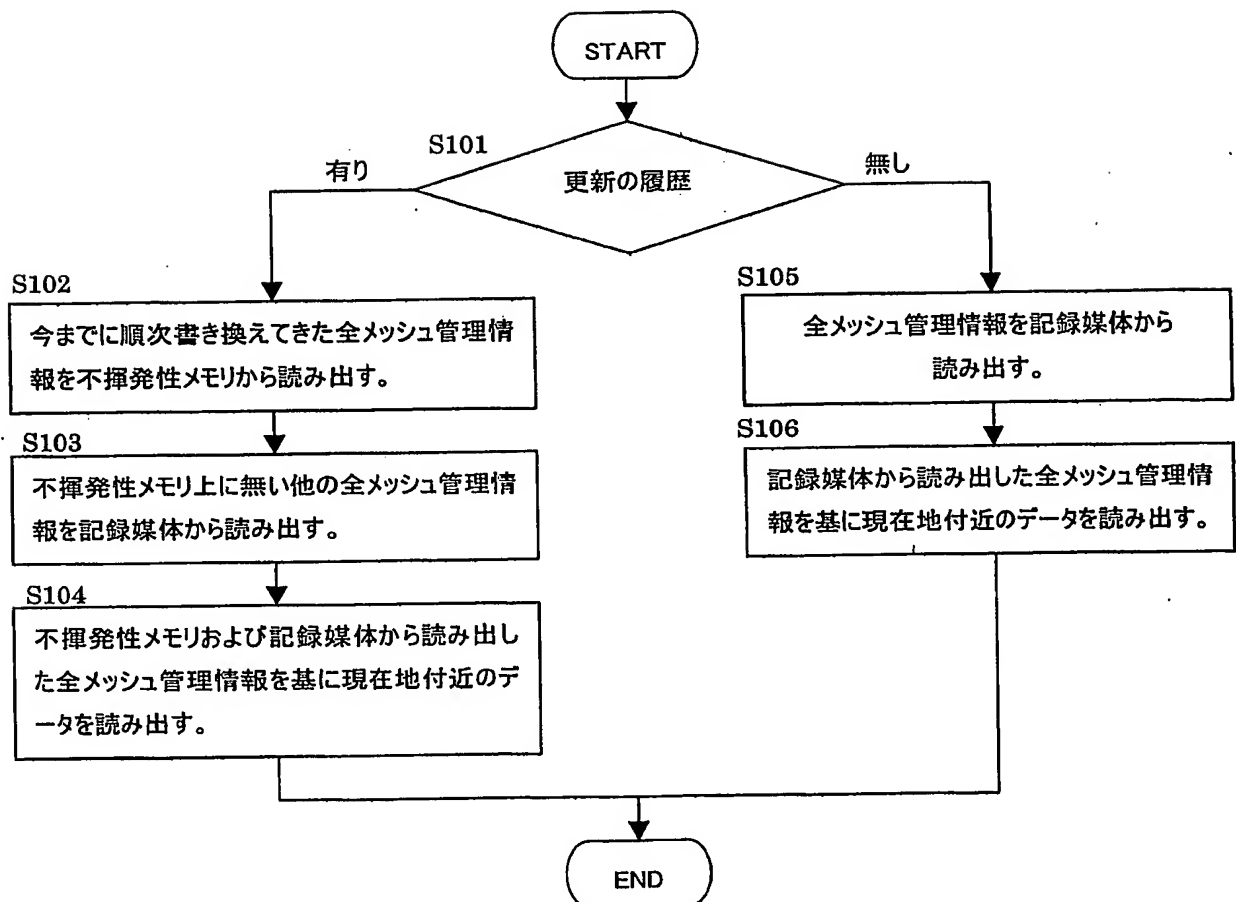 START
S101
有り
更新の履歴
無し
S102
今までに順次書き換えてきた全メッシュ管理情
報を不揮発性メモリから読み出す。
S103
不揮発性メモリ上に無い他の全メッシュ管理情
報を記録媒体から読み出す。
S104
不揮発性メモリおよび記録媒体から読み出し
た全メッシュ管理情報を基に現在地付近のデ
ータを読み出す。
S105
全メッシュ管理情報を記録媒体から
読み出す。
S106
記録媒体から読み出した全メッシュ管理情
報を基に現在地付近のデータを読み出す。
END